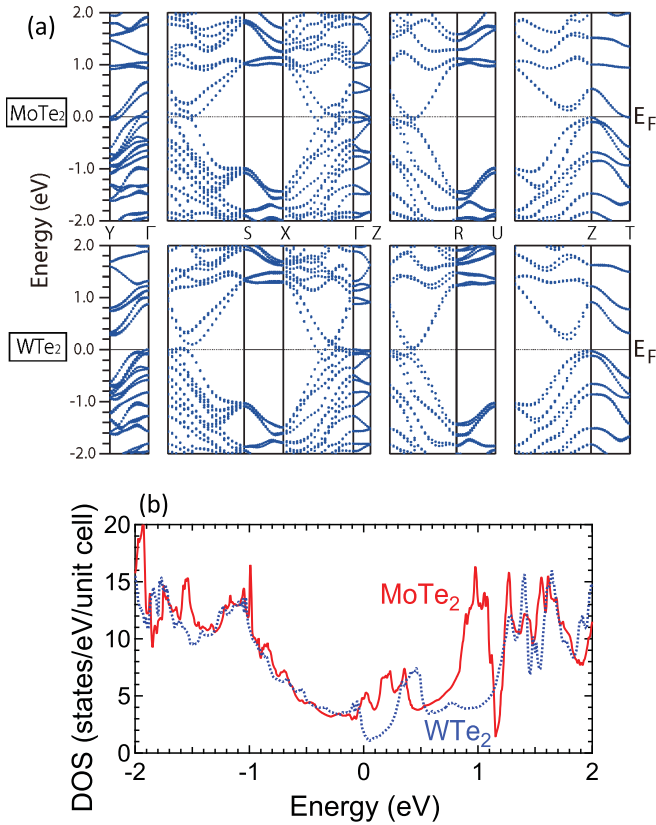 (a)
2.0
1.0
0.0
-1.0
-2.0
MoTe2
EF
Energy (eV)
Y Γ S X Γ Z R U Z T
2.0
1.0
0.0
-1.0
-2.0
WTe2
EF
(b)
DOS (states/eV/unit cell)
20
15
10
5
0
MoTe2
WTe2
-2 -1 0 1 2
Energy (eV)